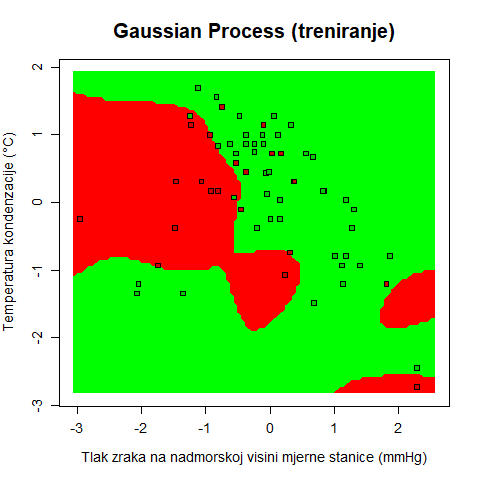 Gaussian Process (treniranje)
Temperatura kondenzacije (°C)
2
1
0
-1
-2
-3
-3 -2 -1 0 1 2
Tlak zraka na nadmorskoj visini mjerne stanice (mmHg)